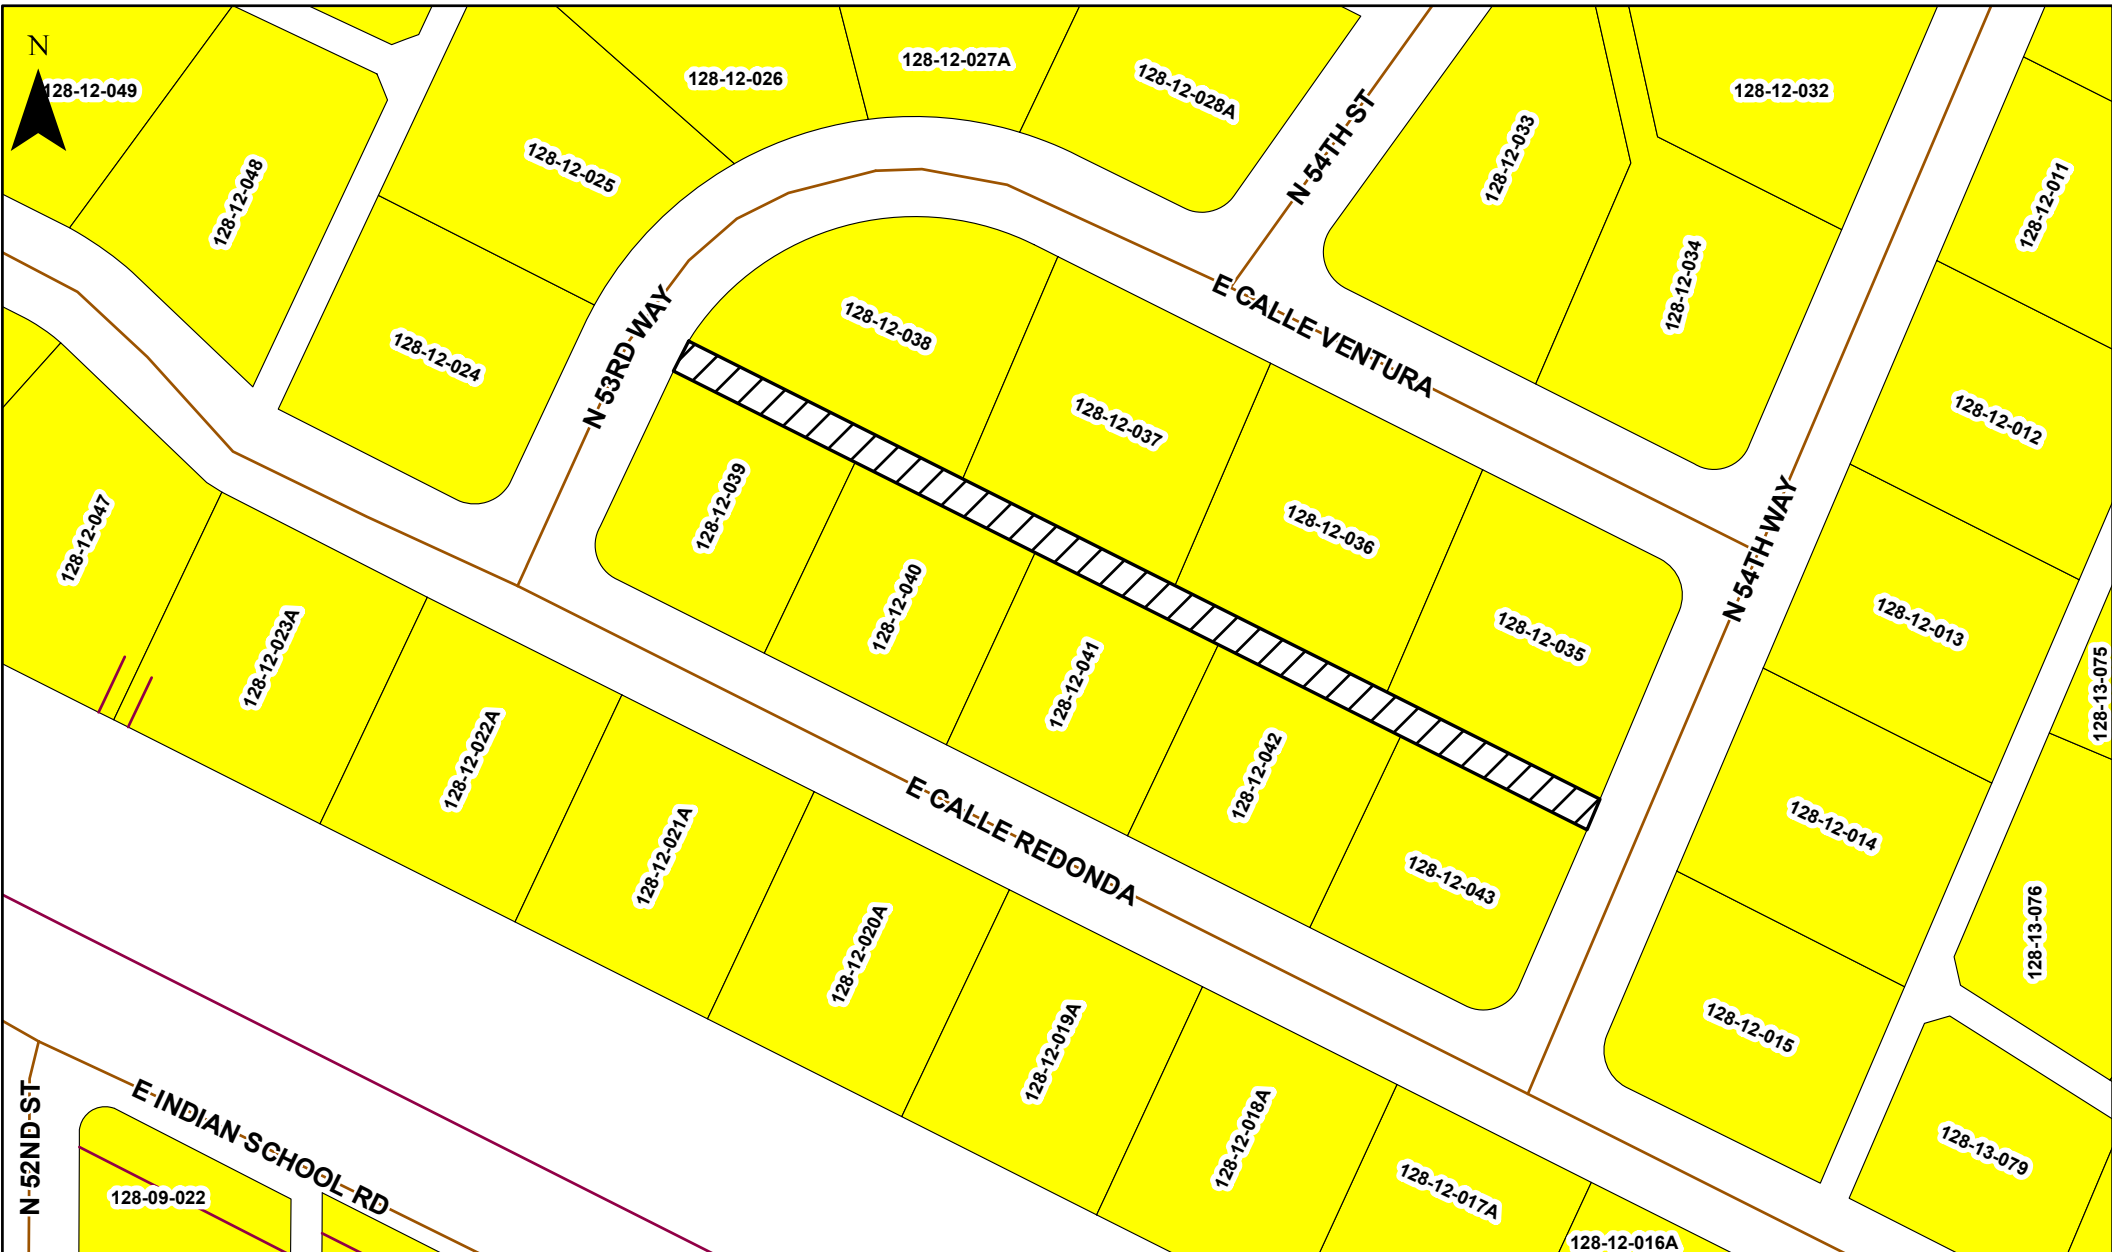 N
128-12-049
128-12-048
128-12-025
128-12-026
128-12-027A
128-12-028A
N 54TH ST
128-12-033
128-12-032
128-12-011
128-12-034
128-12-024
N 53RD WAY
128-12-038
E CALLE VENTURA
128-12-037
128-12-012
128-12-047
128-12-039
128-12-036
N 54TH WAY
128-12-040
128-12-035
128-12-013
128-13-075
128-12-023A
128-12-041
128-12-022A
128-12-042
128-12-014
128-12-021A
E CALLE REDONDA
128-12-043
128-13-076
128-12-020A
128-12-019A
128-12-015
N 52ND ST
E INDIAN SCHOOL RD
128-12-018A
128-13-079
128-09-022
128-12-017A
128-12-016A